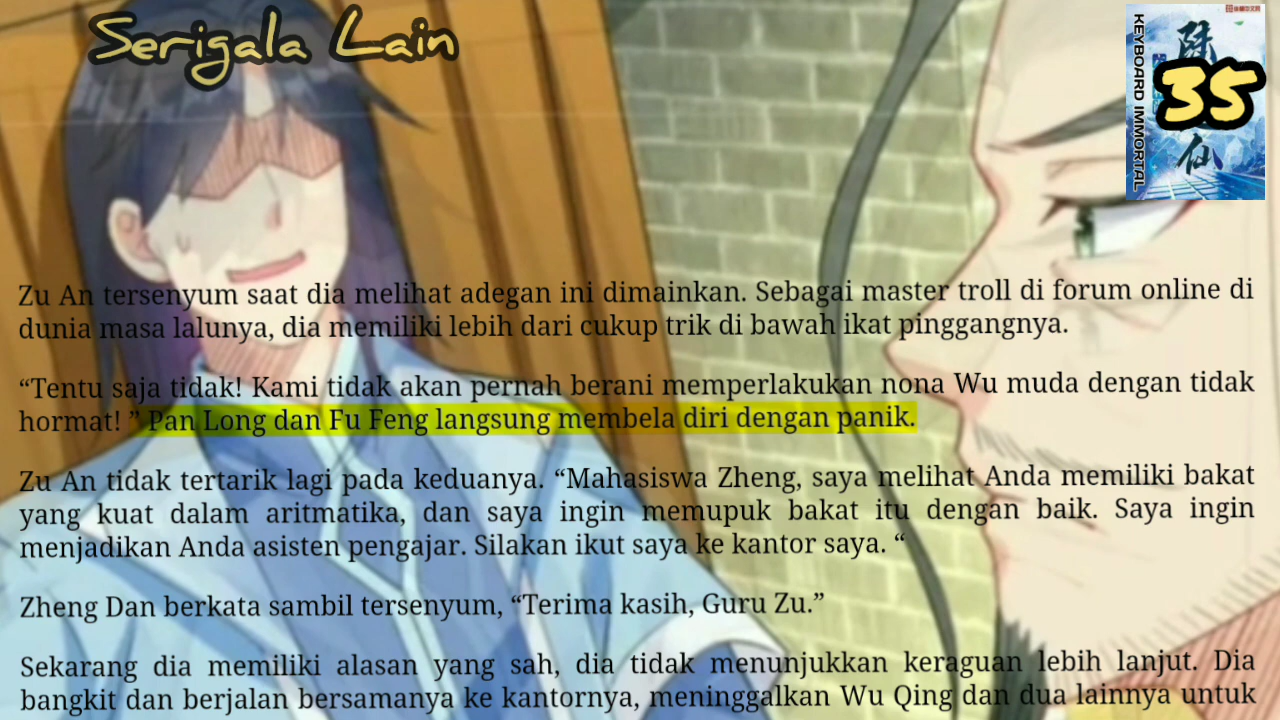 Serigala Lain
KEYBOARD IMMORTAL
陸
35
仙
Zu An tersenyum saat dia melihat adegan ini dimainkan. Sebagai master troll di forum online di
dunia masa lalunya, dia memiliki lebih dari cukup trik di bawah ikat pinggangnya.
“Tentu saja tidak! Kami tidak akan pernah berani memperlakukan nona Wu muda dengan tidak
hormat! ” Pan Long dan Fu Feng langsung membela diri dengan panik.
Zu An tidak tertarik lagi pada keduanya. “Mahasiswa Zheng, saya melihat Anda memiliki bakat
yang kuat dalam aritmatika, dan saya ingin memupuk bakat itu dengan baik. Saya ingin
menjadikan Anda asisten pengajar. Silakan ikut saya ke kantor saya. “
Zheng Dan berkata sambil tersenyum, “Terima kasih, Guru Zu.”
Sekarang dia memiliki alasan yang sah, dia tidak menunjukkan keraguan lebih lanjut. Dia
bangkit dan berjalan bersamanya ke kantornya, meninggalkan Wu Qing dan dua lainnya untuk